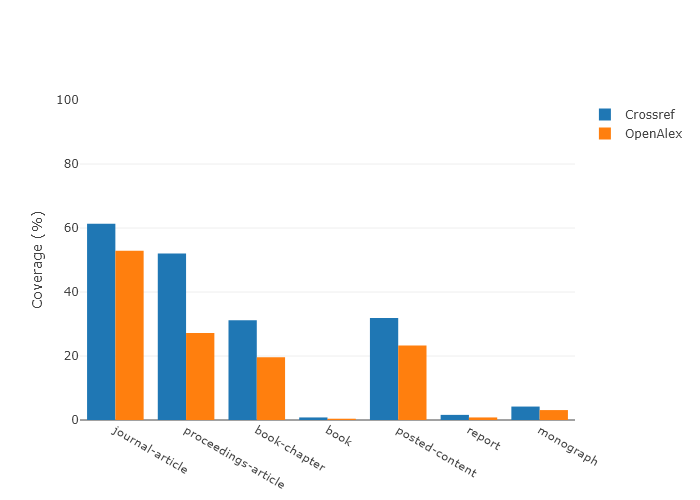 100
80
60
40
20
0
Coverage (%)
journal-article
proceedings-article
book-chapter
book
posted-content
report
monograph
Crossref
OpenAlex